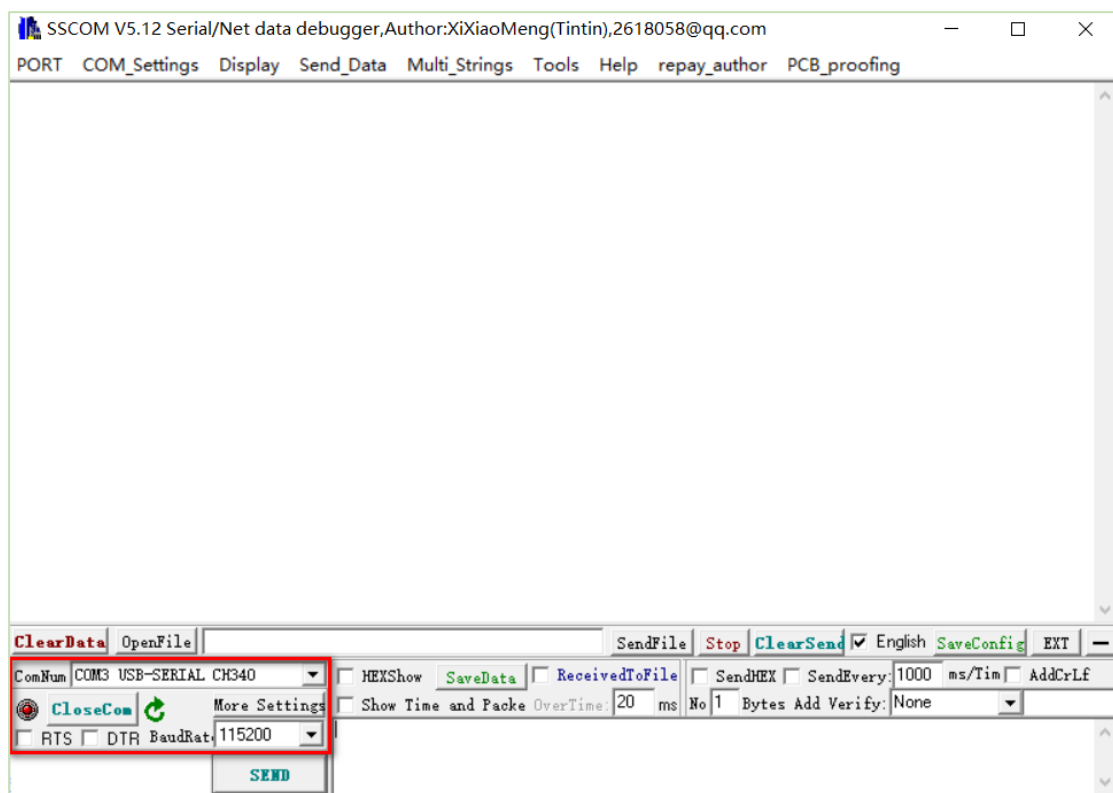 SSCOM V5.12 Serial/Net data debugger,Author:XiXiaoMeng(Tintin),2618058@qq.com
PORT COM_Settings Display Send_Data Multi_Strings Tools Help repay_author PCB_proofing
ClearData OpenFile SendFile Stop ClearSend English SaveConfig EXT
ComNum COM3 USB-SERIAL CH340 HEXShow SaveData ReceivedToFile SendHEX SendEvery: 1000 ms/Tim AddCrLf
CloseCom More Settings Show Time and Packe OverTime: 20 ms No 1 Bytes Add Verify: None
RTS DTR BaudRat 115200
SEND